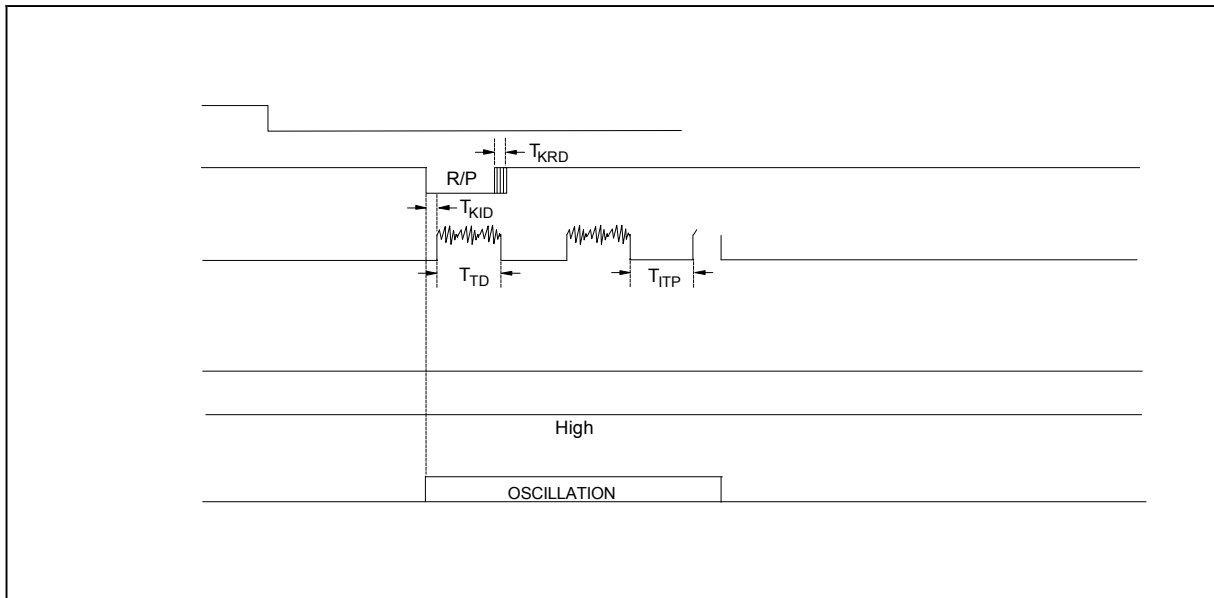 T_KRD
R/P
T_KID
T_TD
T_ITP
High
OSCILLATION